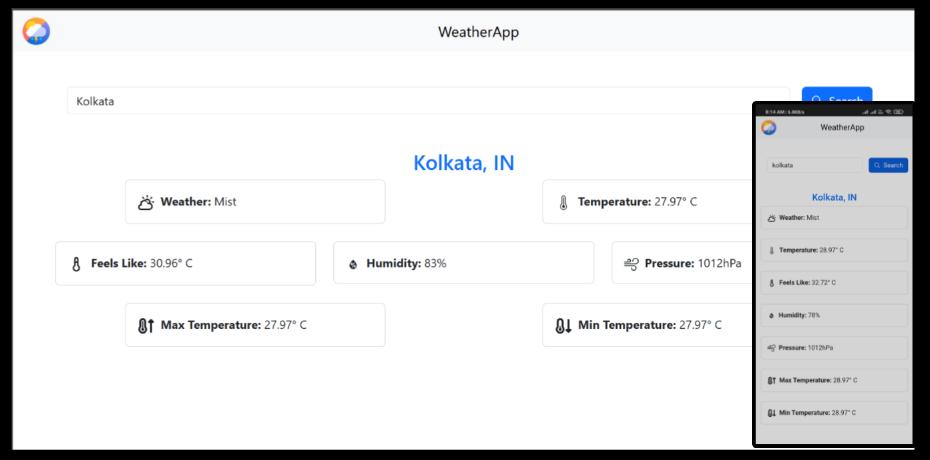 WeatherApp
Kolkata
Search
Kolkata, IN
Weather: Mist
Temperature: 27.97° C
Feels Like: 30.96° C
Humidity: 83%
Pressure: 1012hPa
Max Temperature: 27.97° C
Min Temperature: 27.97° C
WeatherApp
kolkata
Search
Kolkata, IN
Weather: Mist
Temperature: 28.97° C
Feels Like: 32.72° C
Humidity: 78%
Pressure: 1012hPa
Max Temperature: 28.97° C
Min Temperature: 28.97° C